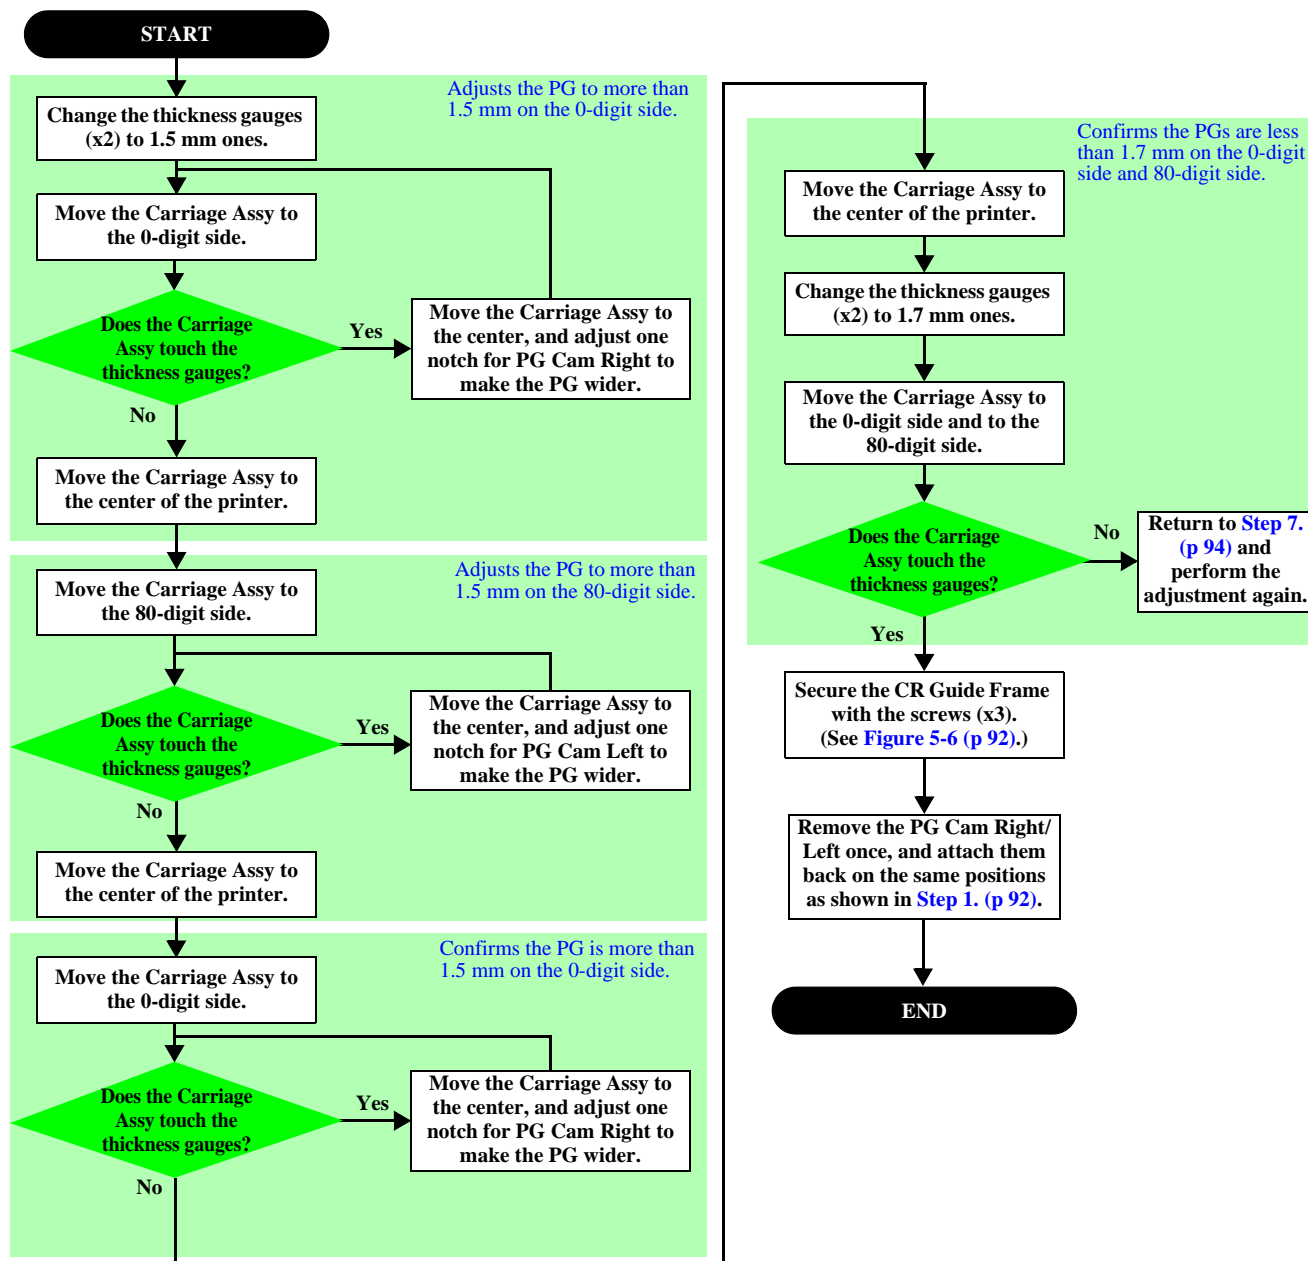 START
Adjusts the PG to more than
1.5 mm on the 0-digit side.
Change the thickness gauges
(x2) to 1.5 mm ones.
Move the Carriage Assy to
the 0-digit side.
Does the Carriage
Assy touch the
thickness gauges?
Yes
Move the Carriage Assy to
the center, and adjust one
notch for PG Cam Right to
make the PG wider.
No
Move the Carriage Assy to
the center of the printer.
Adjusts the PG to more than
1.5 mm on the 80-digit side.
Move the Carriage Assy to
the 80-digit side.
Does the Carriage
Assy touch the
thickness gauges?
Yes
Move the Carriage Assy to
the center, and adjust one
notch for PG Cam Left to
make the PG wider.
No
Move the Carriage Assy to
the center of the printer.
Confirms the PG is more than
1.5 mm on the 0-digit side.
Move the Carriage Assy to
the 0-digit side.
Does the Carriage
Assy touch the
thickness gauges?
Yes
Move the Carriage Assy to
the center, and adjust one
notch for PG Cam Right to
make the PG wider.
No
Confirms the PGs are less
than 1.7 mm on the 0-digit
side and 80-digit side.
Move the Carriage Assy to
the center of the printer.
Change the thickness gauges
(x2) to 1.7 mm ones.
Move the Carriage Assy to
the 0-digit side and to the
80-digit side.
Does the Carriage
Assy touch the
thickness gauges?
No
Return to Step 7.
(p 94) and
perform the
adjustment again.
Yes
Secure the CR Guide Frame
with the screws (x3).
(See Figure 5-6 (p 92).)
Remove the PG Cam Right/
Left once, and attach them
back on the same positions
as shown in Step 1. (p 92).
END